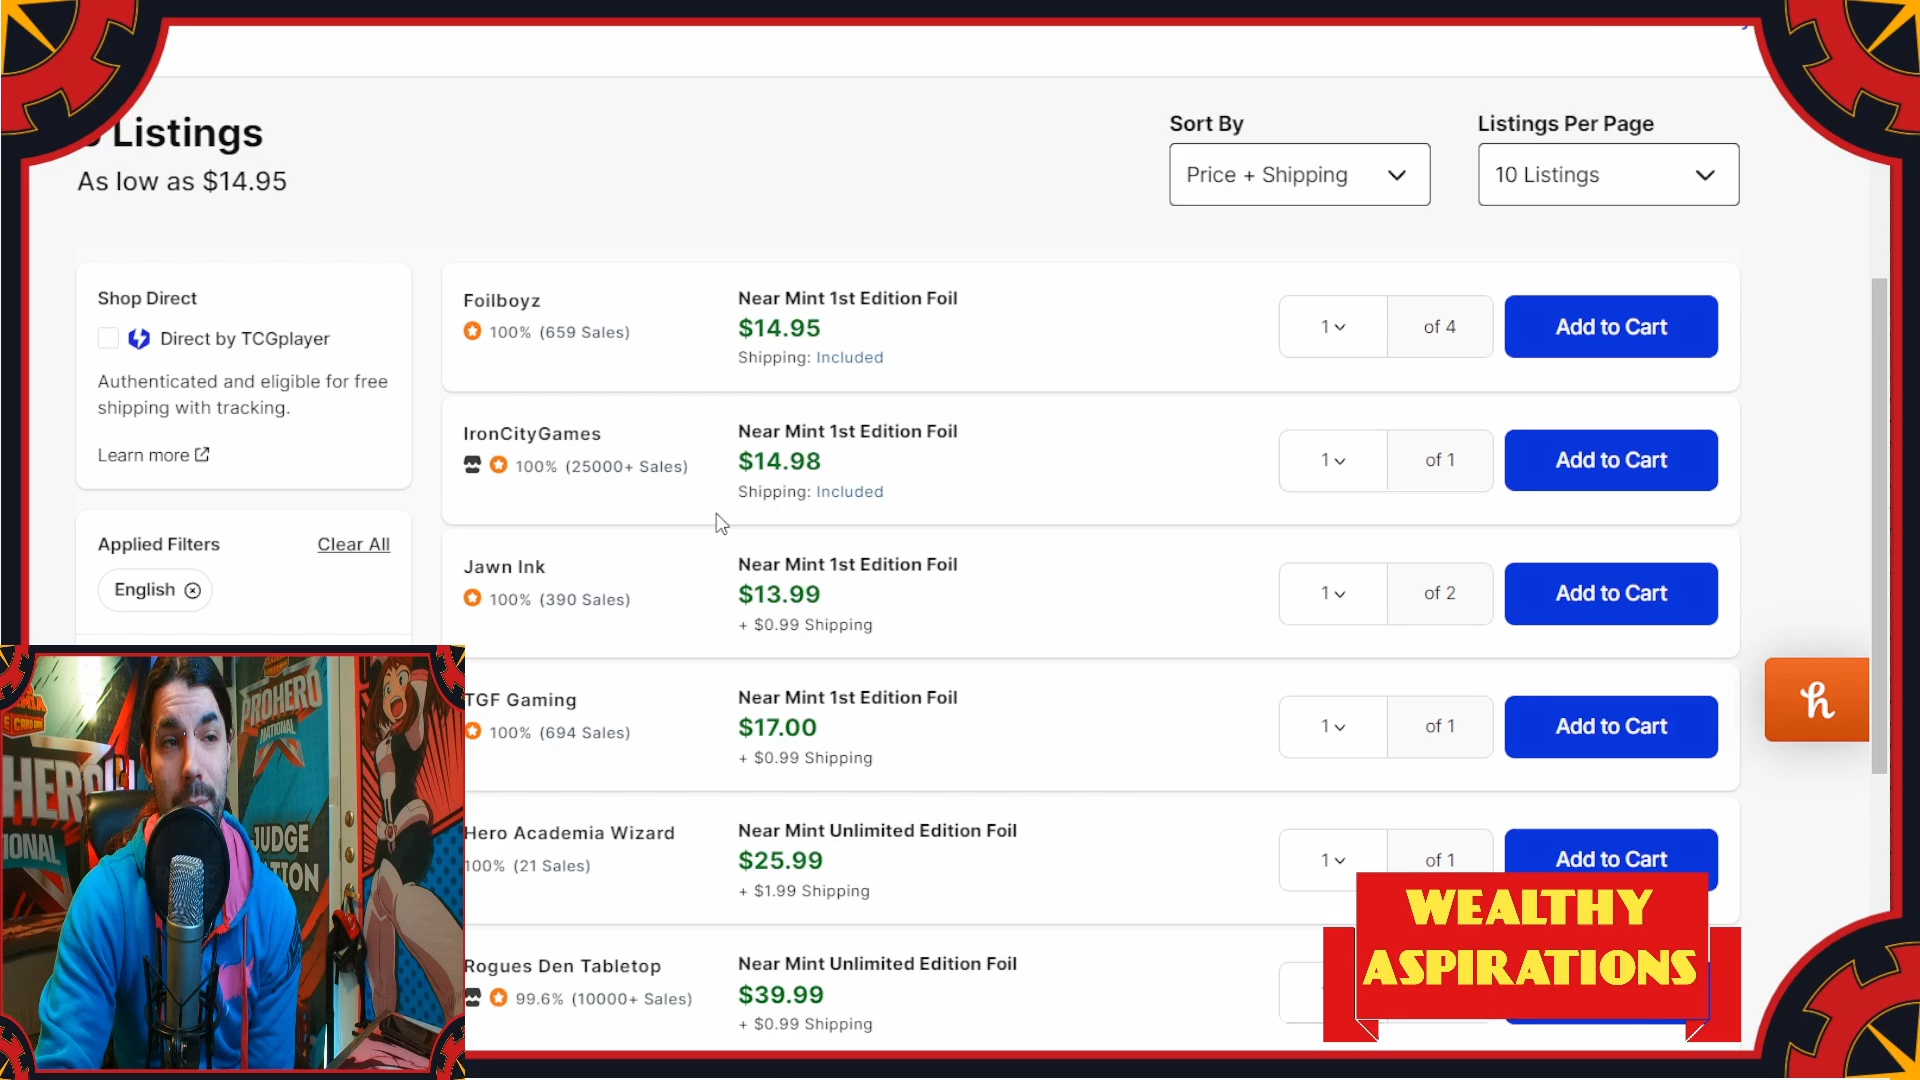 Listings
As low as $14.95
Sort By
Price + Shipping
Listings Per Page
10 Listings
Shop Direct
Direct by TCGplayer
Authenticated and eligible for free
shipping with tracking.
Learn more
Applied Filters
Clear All
English
Foilboyz
100% (659 Sales)
Near Mint 1st Edition Foil
$14.95
Shipping: Included
1
of 4
Add to Cart
IronCityGames
100% (25000+ Sales)
Near Mint 1st Edition Foil
$14.98
Shipping: Included
1
of 1
Add to Cart
Jawn Ink
100% (390 Sales)
Near Mint 1st Edition Foil
$13.99
+ $0.99 Shipping
1
of 2
Add to Cart
TGF Gaming
100% (694 Sales)
Near Mint 1st Edition Foil
$17.00
+ $0.99 Shipping
1
of 1
Add to Cart
Hero Academia Wizard
100% (21 Sales)
Near Mint Unlimited Edition Foil
$25.99
+ $1.99 Shipping
1
of 1
Add to Cart
Rogues Den Tabletop
99.6% (10000+ Sales)
Near Mint Unlimited Edition Foil
$39.99
+ $0.99 Shipping
h
WEALTHY
ASPIRATIONS
PROHERO
NATIONAL
JUDGE
HERO
IONAL